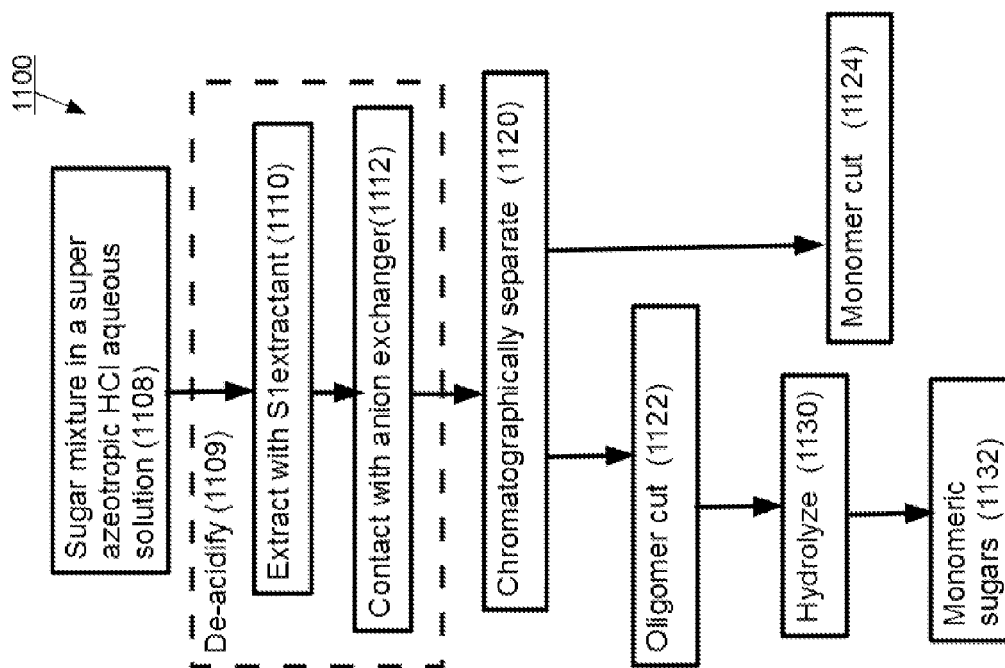 1100
Sugar mixture in a super
azeotropic HCl aqueous
solution (1108)
De-acidify (1109)
Extract with S1extractant (1110)
Contact with anion exchanger(1112)
Chromatographically separate (1120)
Oligomer cut (1122)
Monomer cut (1124)
Hydrolyze (1130)
Monomeric
sugars (1132)